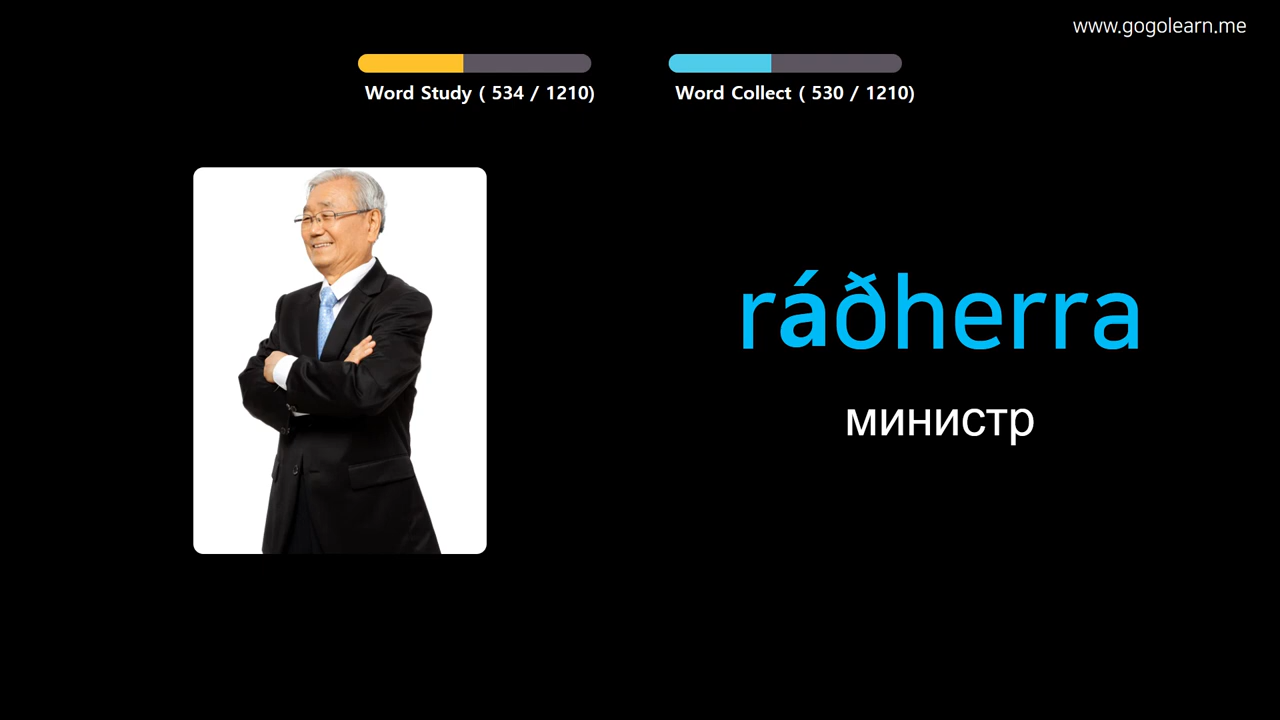 www.gogolearn.me
Word Study ( 534 / 1210)
Word Collect ( 530 / 1210)
ráðherra
министр